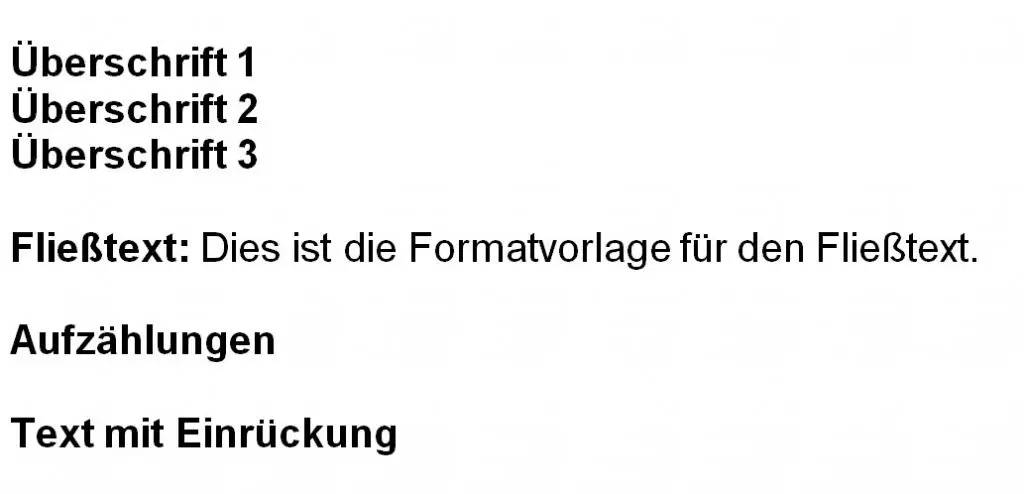 Überschrift 1
Überschrift 2
Überschrift 3
Fließtext: Dies ist die Formatvorlage für den Fließtext.
Aufzählungen
Text mit Einrückung